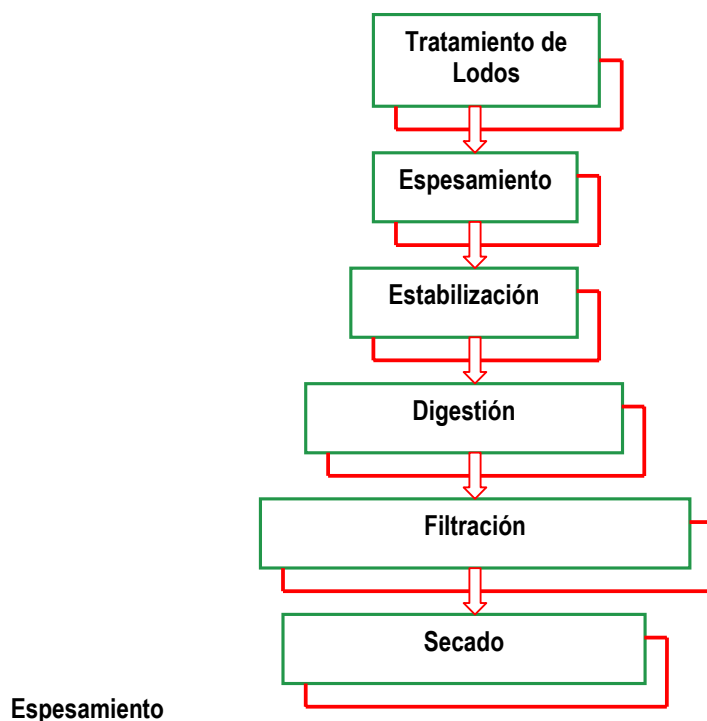 Tratamiento de
Lodos
Espesamiento
Estabilización
Digestión
Filtración
Secado
Espesamiento